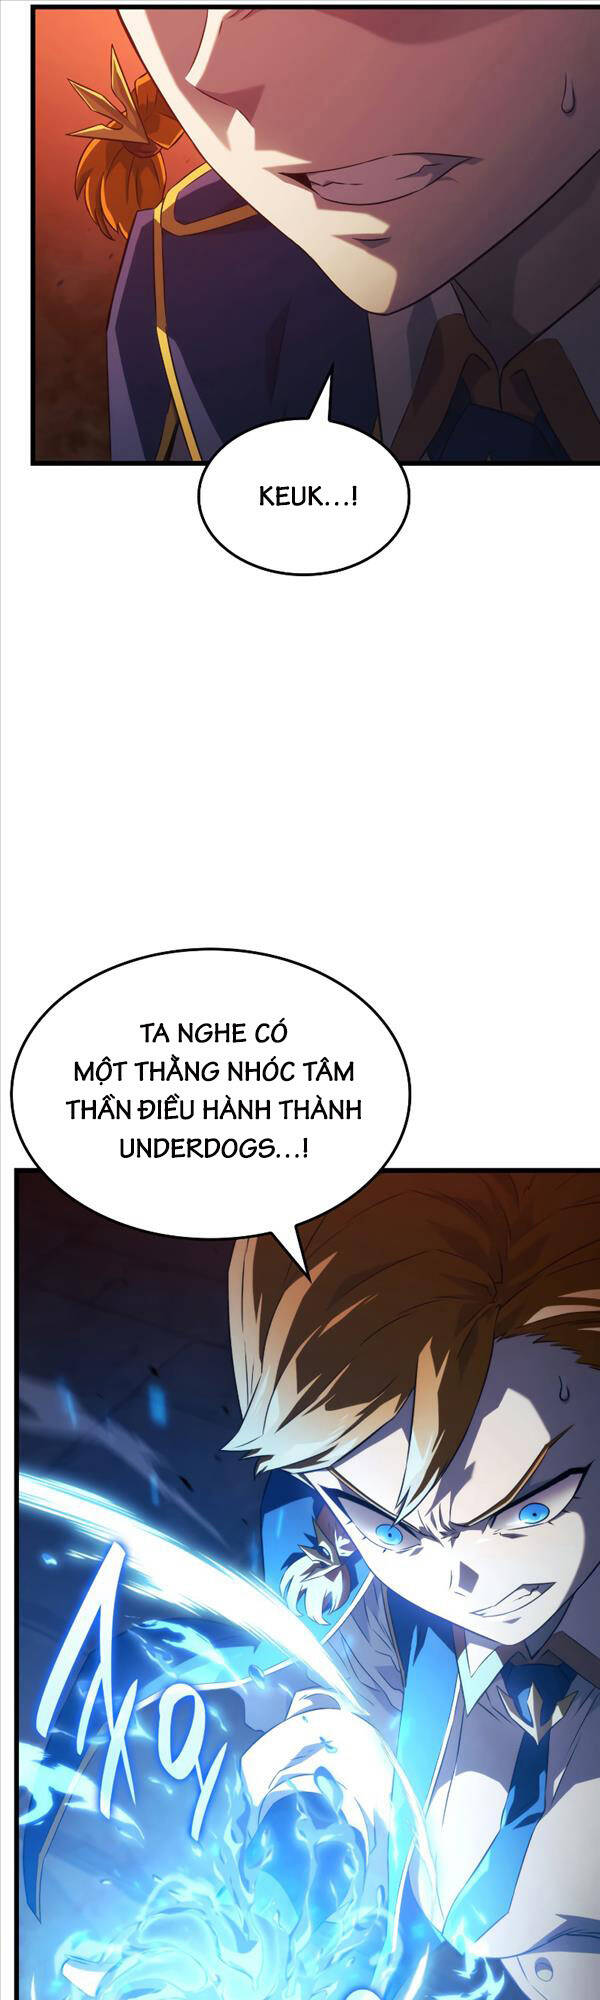 KEUK...!
TA NGHE CÓ
MỘT THẰNG NHÓC TÂM
THẦN ĐIỀU HÀNH THÀNH
UNDERDOGS...!